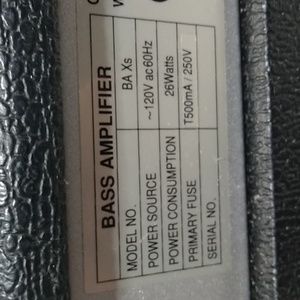 BASS AMPLIFIER
MODEL NO. BA Xs
POWER SOURCE ~120V ac60Hz
POWER CONSUMPTION 26Watts
PRIMARY FUSE T500mA / 250V
SERIAL NO.